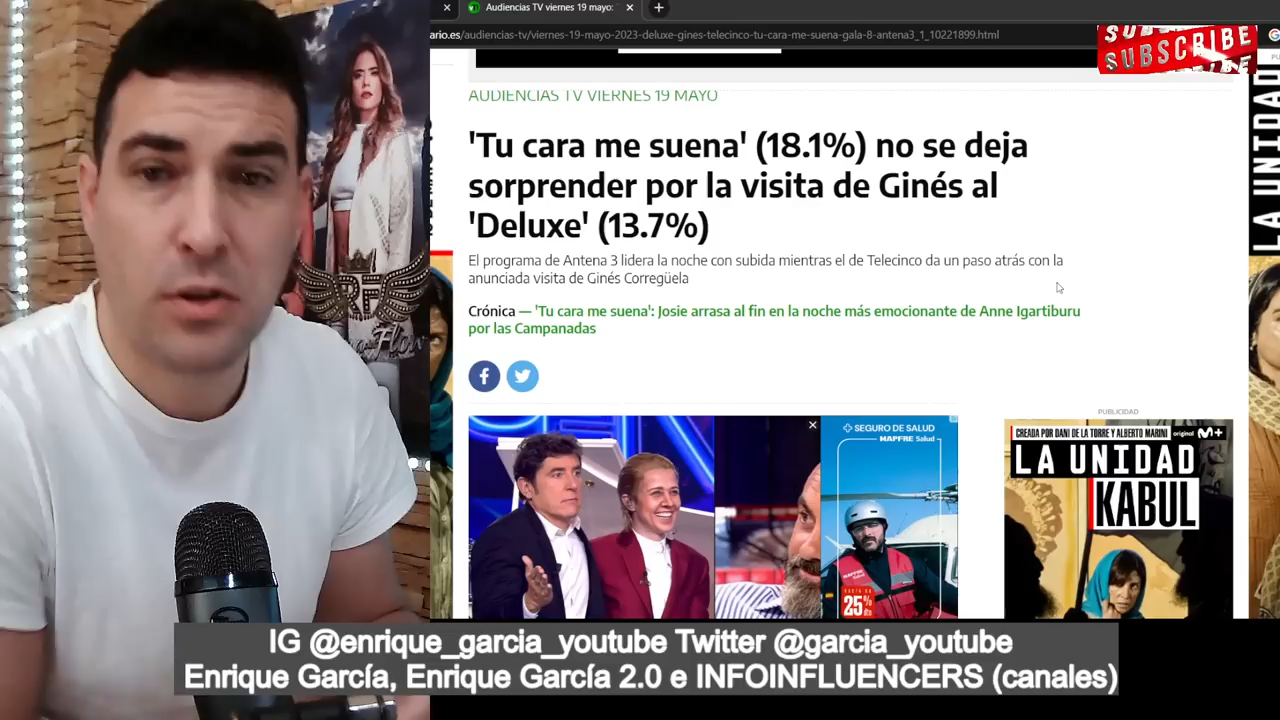 Audiencias TV viernes 19 mayo:
ario.es/audiencias-tv/viernes-19-mayo-2023-deluxe-gines-telecinco-tu-cara-me-suena-gala-8-antena3_1_10221899.html
SUBSCRIBE
AUDIENCIAS TV VIERNES 19 MAYO
'Tu cara me suena' (18.1%) no se deja
sorprender por la visita de Ginés al
'Deluxe' (13.7%)
El programa de Antena 3 lidera la noche con subida mientras el de Telecinco da un paso atrás con la
anunciada visita de Ginés Corregüela
Crónica — 'Tu cara me suena': Josie arrasa al fin en la noche más emocionante de Anne Igartiburu
por las Campanadas
PUBLICIDAD
SEGURO DE SALUD
MAPFRE Salud
25%
CREADA POR DANI DE LA TORRE Y ALBERTO MARINI original M+
LA UNIDAD
KABUL
LA UNIDAD
RF
IG @enrique_garcia_youtube Twitter @garcia_youtube
Enrique García, Enrique García 2.0 e INFOINFLUENCERS (canales)